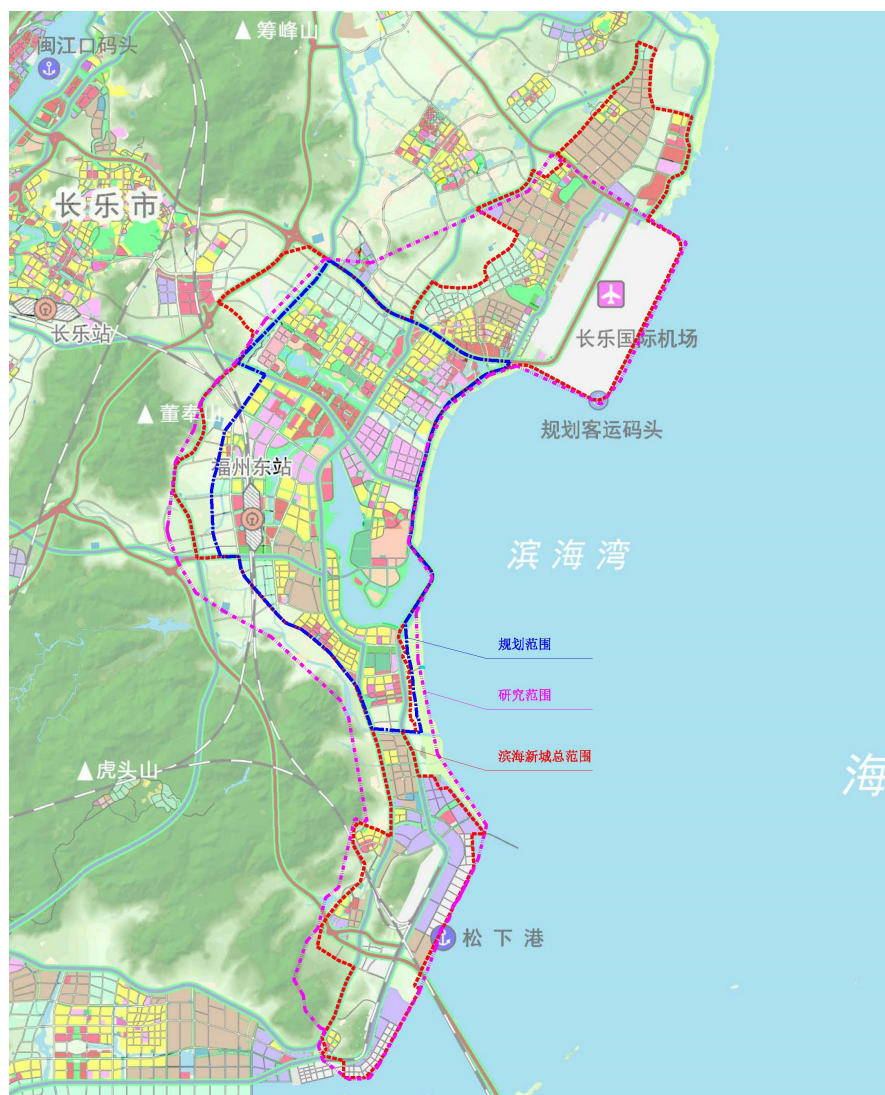 筹峰山
闽江口码头
长乐市
长乐站
长乐国际机场
董奉山
规划客运码头
福州东站
滨海湾
规划范围
研究范围
滨海新城总范围
虎头山
海
松下港